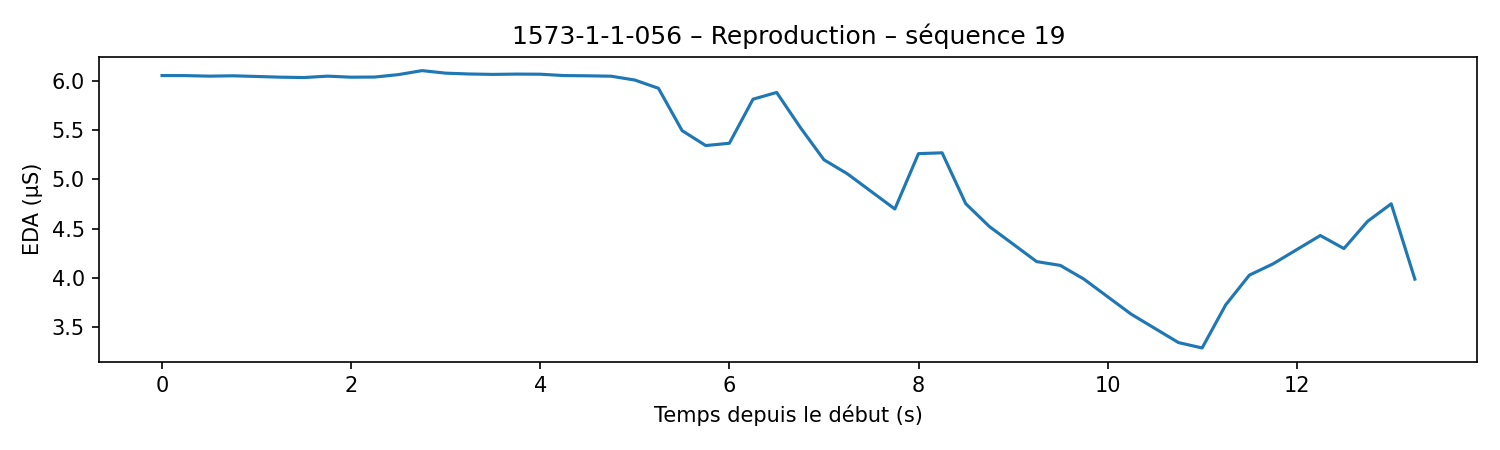 1573-1-1-056 – Reproduction – séquence 19
EDA (µS)
6.0
5.5
5.0
4.5
4.0
3.5
0 2 4 6 8 10 12
Temps depuis le début (s)